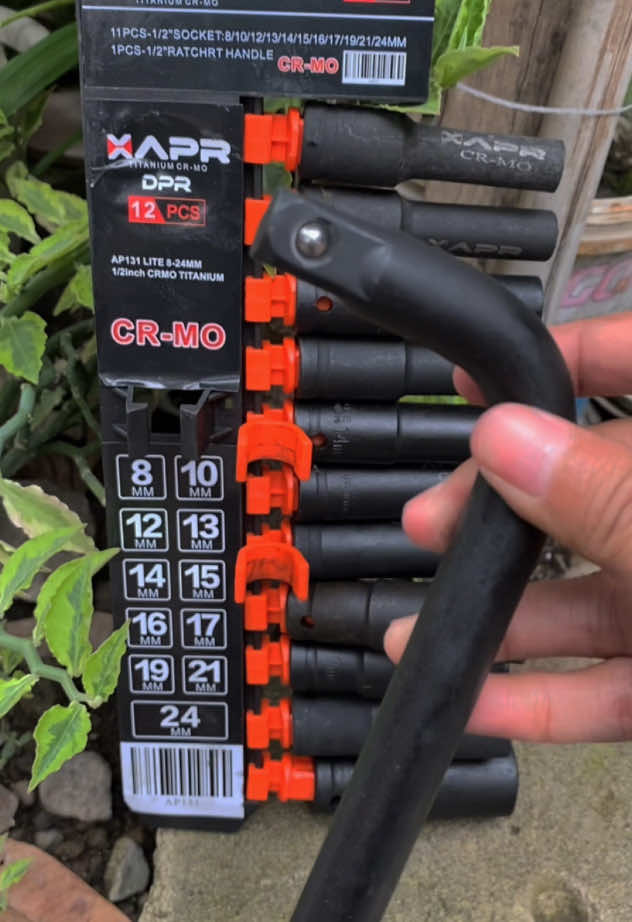 11PCS-1/2"SOCKET:8/10/12/13/14/15/16/17/19/21/24MM
1PCS-1/2"RATCHRT HANDLE
CR-MO
XAPR
TITANIUM CR-MO
DPR
12 PCS
AP131 LITE 8-24MM
1/2inch CRMO TITANIUM
CR-MO
XAPR
CR-MO
XAPR
8 MM
10 MM
12 MM
13 MM
14 MM
15 MM
16 MM
17 MM
19 MM
21 MM
24 MM
AP131